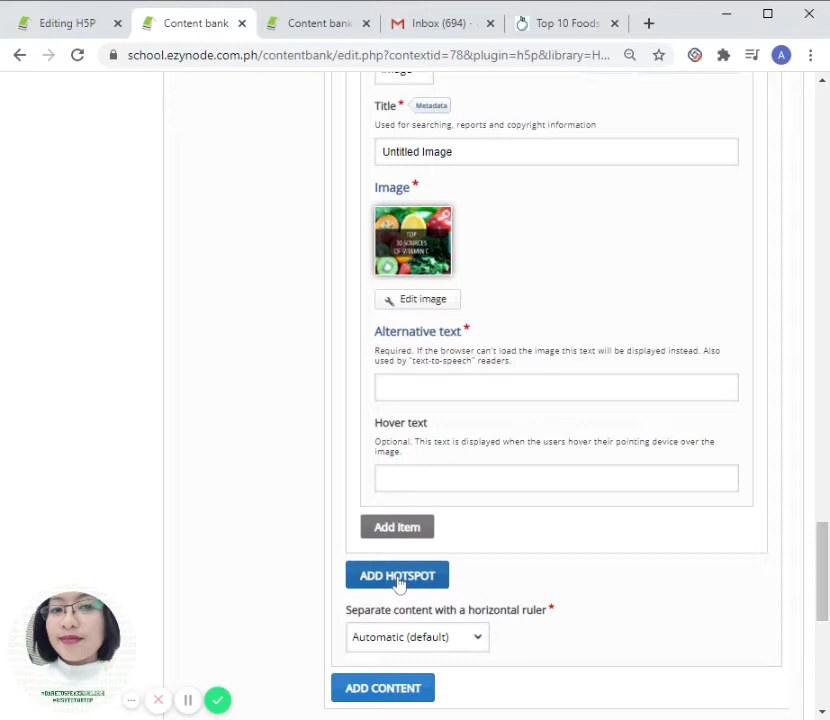 Editing H5P
Content bank
Content bank
Inbox (694) -
Top 10 Foods
school.ezynode.com.ph/contentbank/edit.php?contextid=78&plugin=h5p&library=H...
A
Title*
Metadata
Used for searching, reports and copyright information
Untitled Image
Image*
TOP
10 SOURCES
OF VITAMIN C
Edit image
Alternative text*
Required. If the browser can't load the image this text will be displayed instead. Also
used by "text-to-speech" readers.
Hover text
Optional. This text is displayed when the users hover their pointing device over the
image.
Add item
ADD HOTSPOT
Separate content with a horizontal ruler*
Automatic (default)
ADD CONTENT